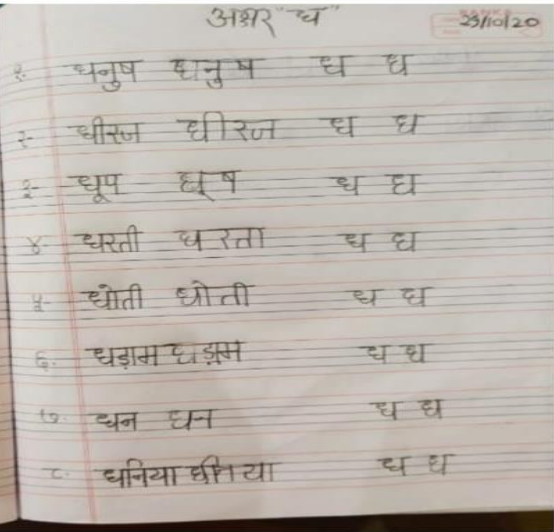 अक्षर "ध" 23/10/20
१. धनुष धनुष ध ध
२- धीरज धीरज ध ध
३- धूप धूष ध ध
४- धरती धरता ध ध
५- धोती धोती ध ध
६. धड़ाम धड़ाम ध ध
७. धन धन ध ध
८. धनिया धनिया ध ध